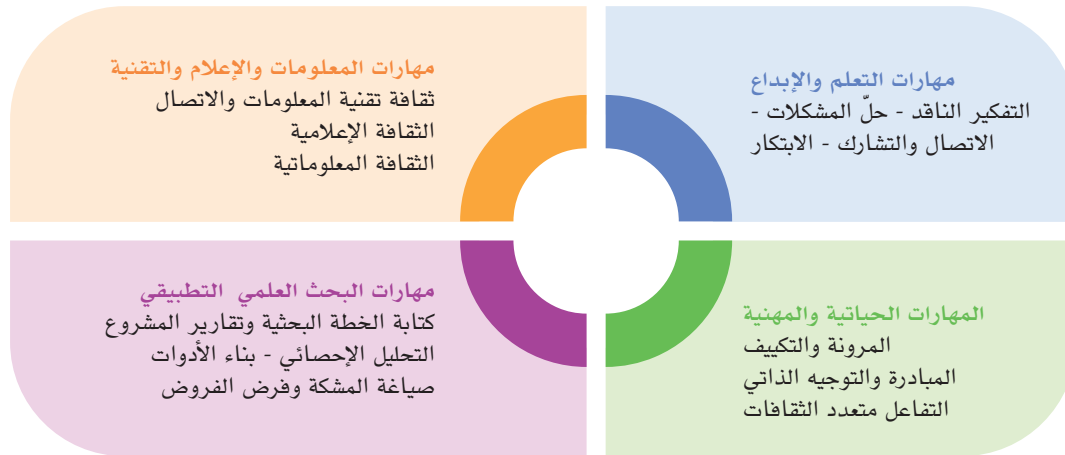 مهارات التعلم والإبداع
التفكير الناقد - حلّ المشكلات -
الاتصال والتشارك - الابتكار
مهارات المعلومات والإعلام والتقنية
ثقافة تقنية المعلومات والاتصال
الثقافة الإعلامية
الثقافة المعلوماتية
المهارات الحياتية والمهنية
المرونة والتكييف
المبادرة والتوجيه الذاتي
التفاعل متعدد الثقافات
مهارات البحث العلمي التطبيقي
كتابة الخطة البحثية وتقارير المشروع
التحليل الإحصائي - بناء الأدوات
صياغة المشكة وفرض الفروض